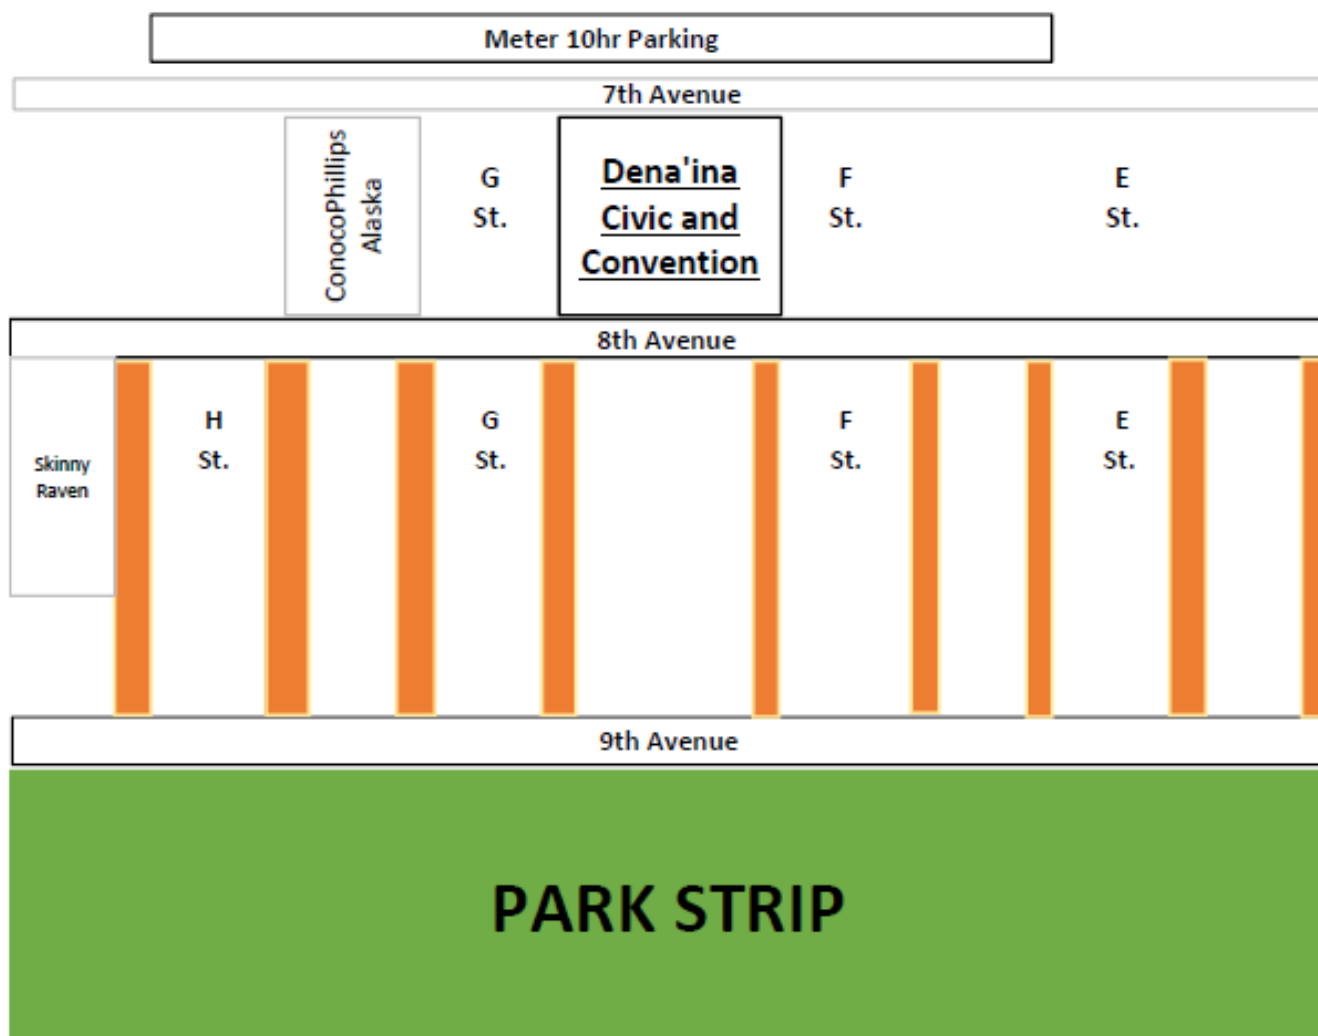 Meter 10hr Parking
7th Avenue
ConocoPhillips
Alaska
G
St.
Dena'ina
Civic and
Convention
F
St.
E
St.
8th Avenue
Skinny
Raven
H
St.
G
St.
F
St.
E
St.
9th Avenue
PARK STRIP